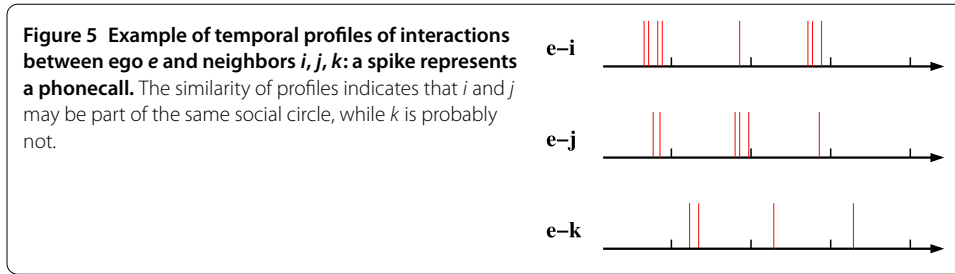 Figure 5 Example of temporal profiles of interactions
between ego e and neighbors i, j, k: a spike represents
a phonecall. The similarity of profiles indicates that i and j
may be part of the same social circle, while k is probably
not.
e–i
e–j
e–k